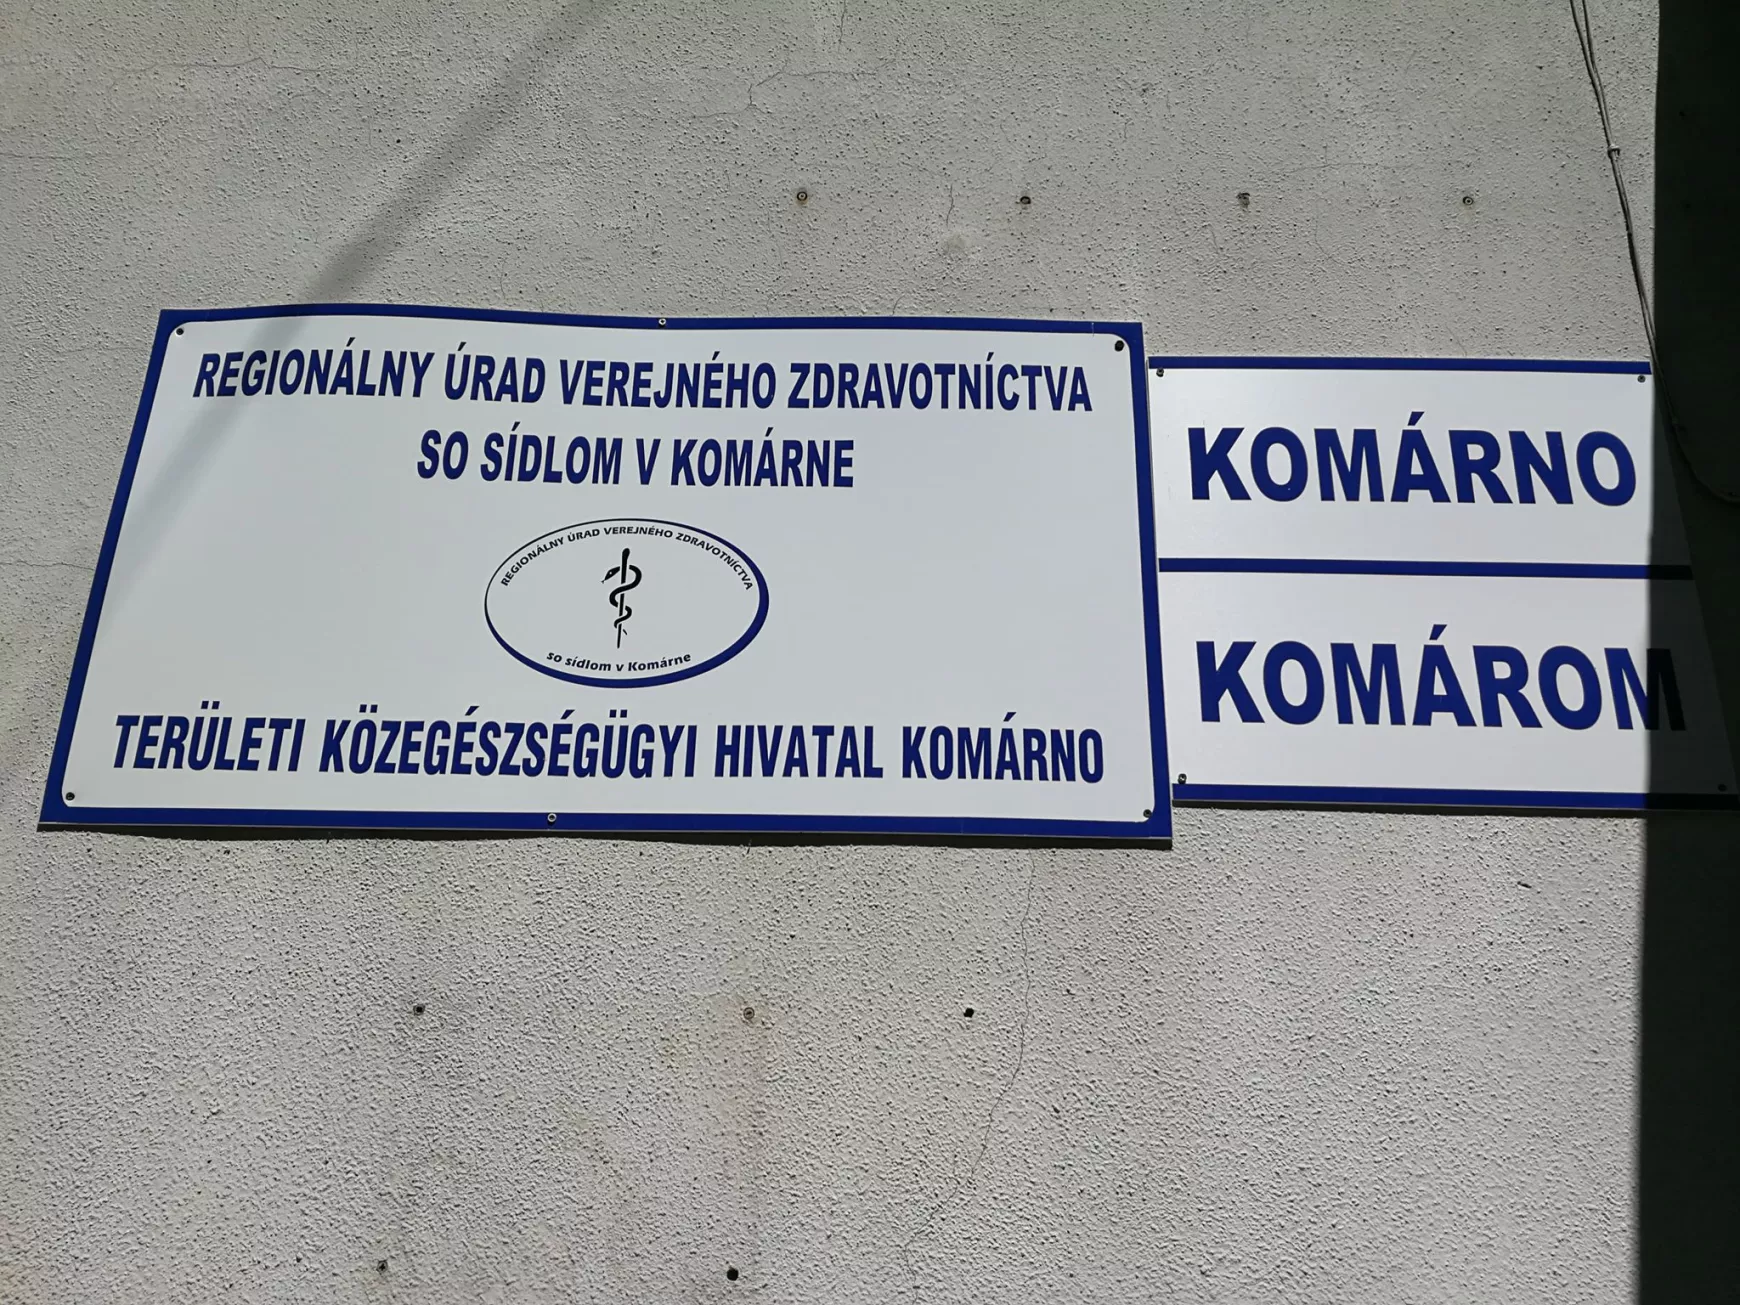 REGIONÁLNY ÚRAD VEREJNÉHO ZDRAVOTNÍCTVA
SO SÍDLOM V KOMÁRNE
REGIONÁLNY ÚRAD VEREJNÉHO ZDRAVOTNÍCTVA
so sídlom v Komárne
TERÜLETI KÖZEGÉSZSÉGÜGYI HIVATAL KOMÁRNO
KOMÁRNO
KOMÁROM